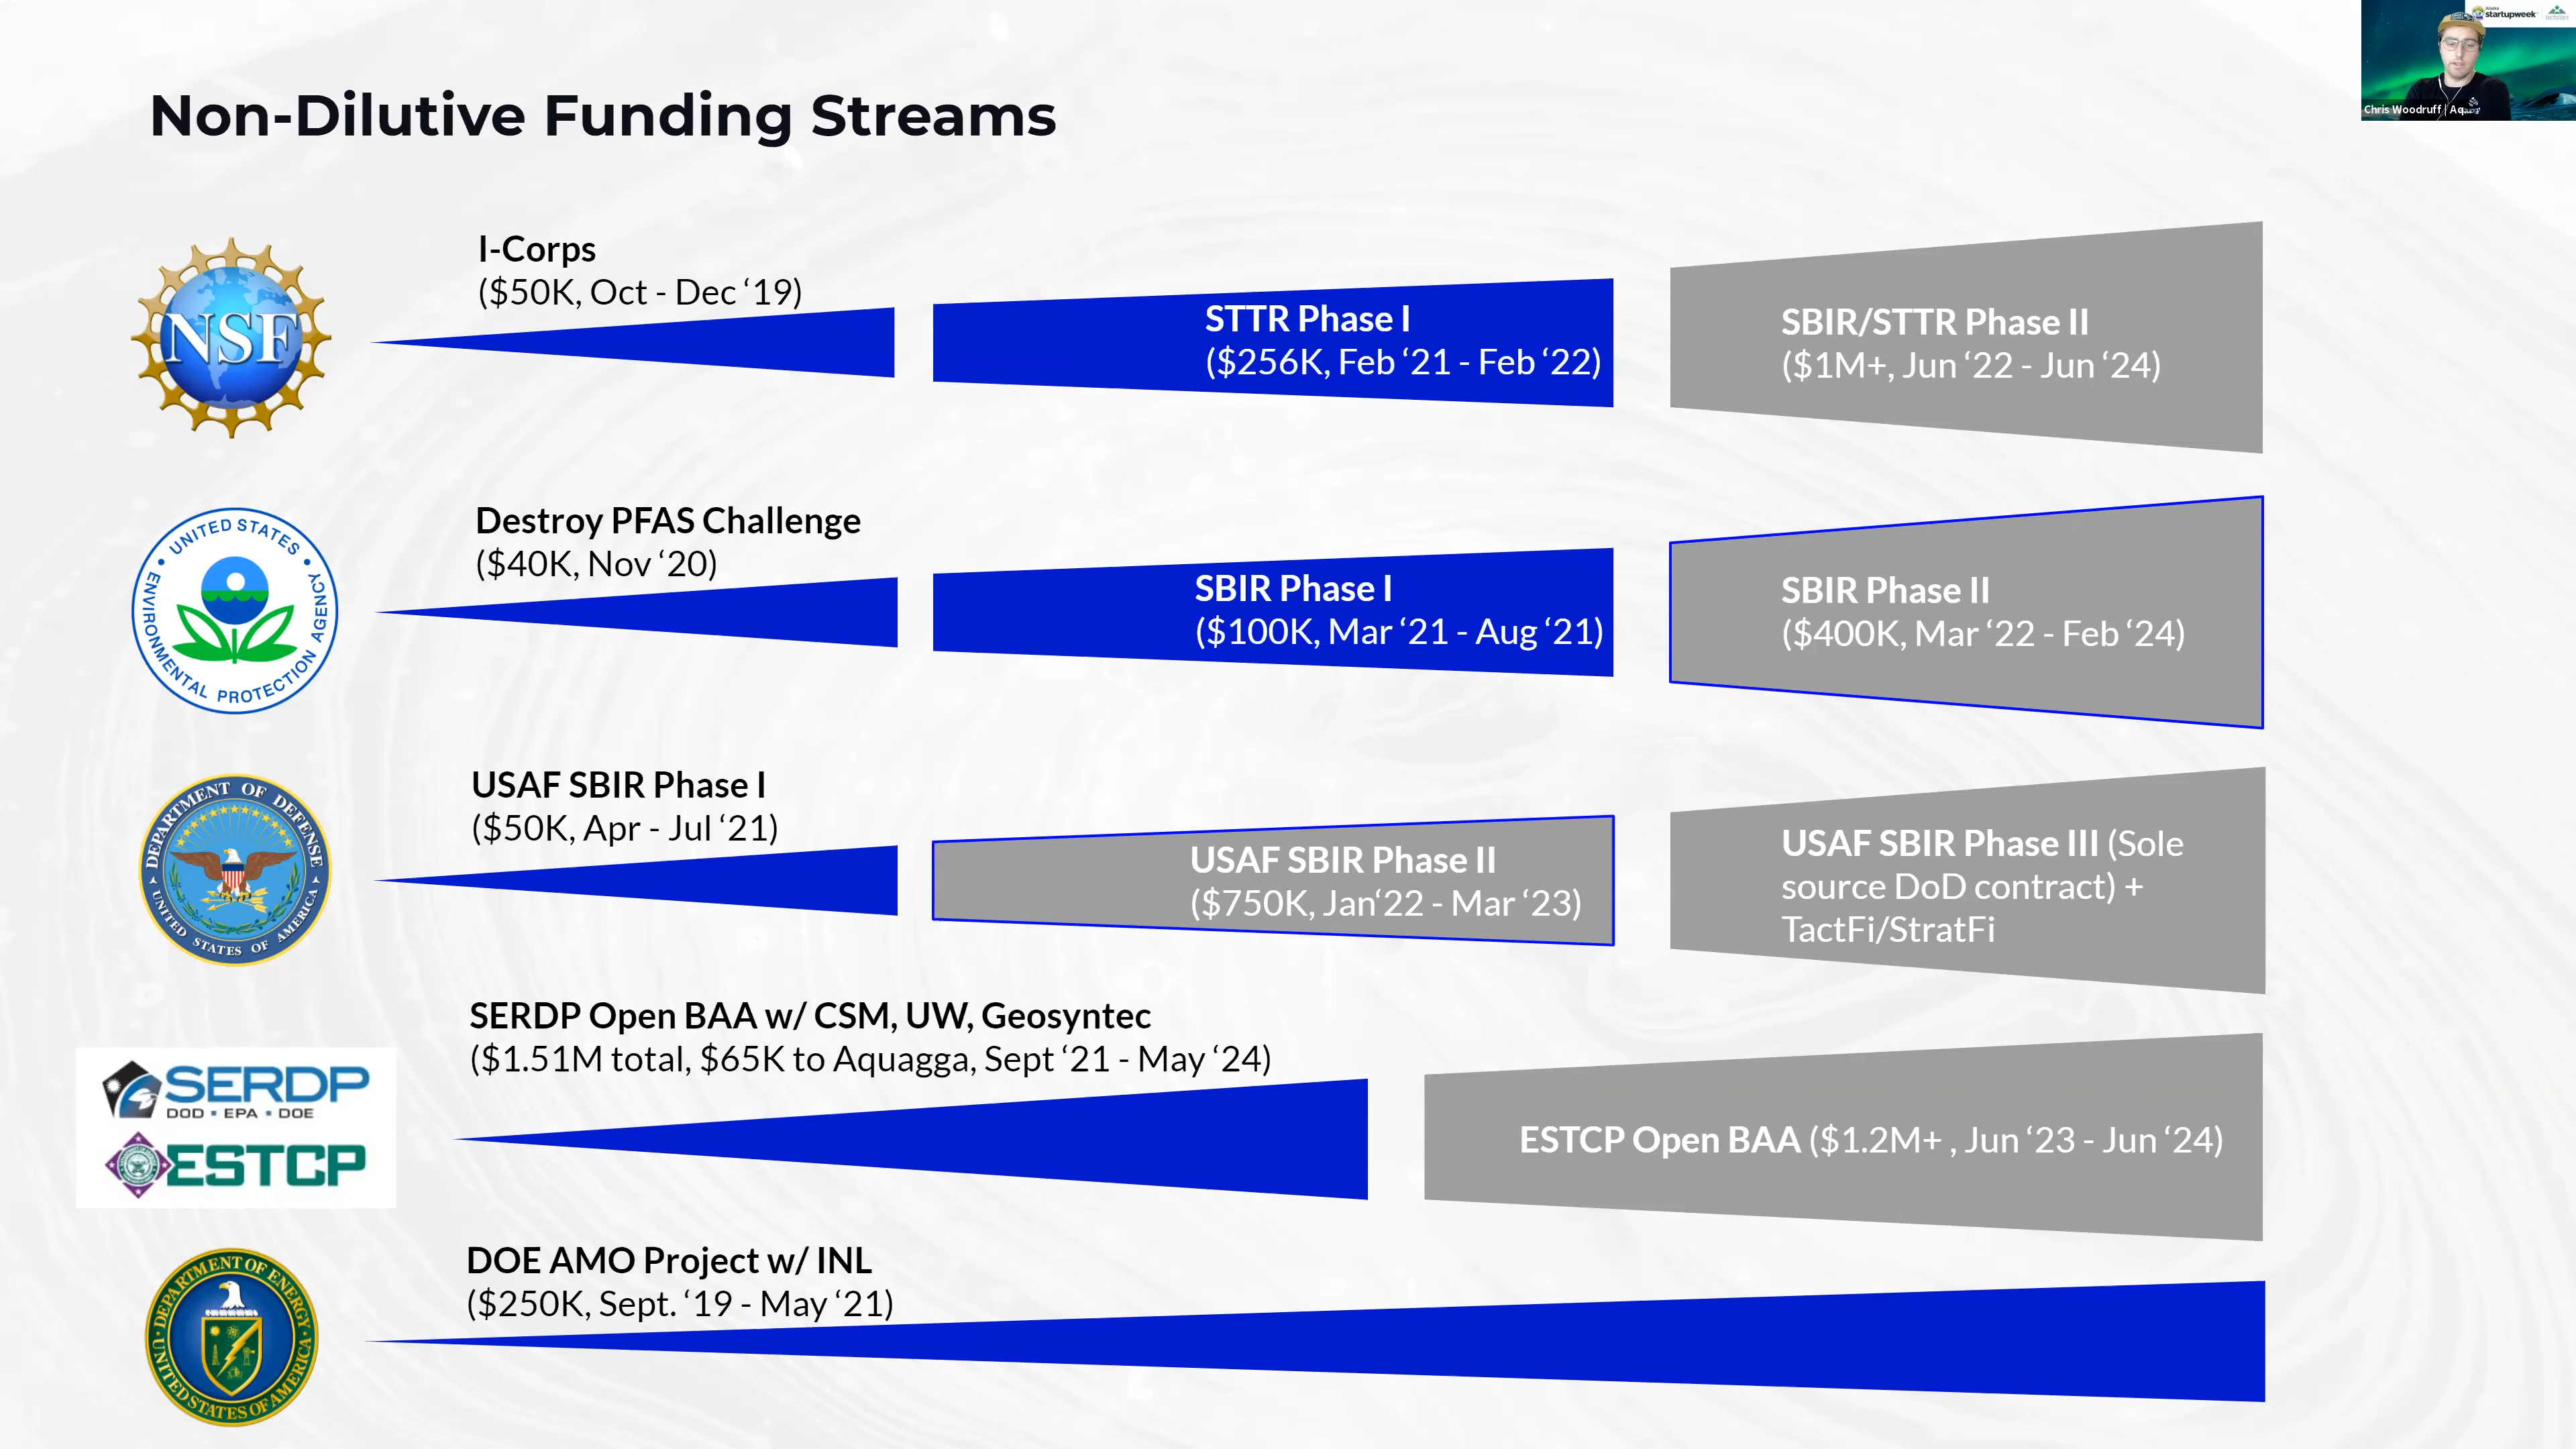 Non-Dilutive Funding Streams
Alaska
startupweek
techstars
Chris Woodruff | Aq...
NSF
I-Corps
($50K, Oct - Dec ‘19)
STTR Phase I
($256K, Feb ‘21 - Feb ‘22)
SBIR/STTR Phase II
($1M+, Jun ‘22 - Jun ‘24)
UNITED STATES
ENVIRONMENTAL PROTECTION AGENCY
Destroy PFAS Challenge
($40K, Nov ‘20)
SBIR Phase I
($100K, Mar ‘21 - Aug ‘21)
SBIR Phase II
($400K, Mar ‘22 - Feb ‘24)
DEPARTMENT OF DEFENSE
UNITED STATES OF AMERICA
USAF SBIR Phase I
($50K, Apr - Jul ‘21)
USAF SBIR Phase II
($750K, Jan‘22 - Mar ‘23)
USAF SBIR Phase III (Sole
source DoD contract) +
TactFi/StratFi
SERDP
DOD ▪ EPA ▪ DOE
ESTCP
SERDP Open BAA w/ CSM, UW, Geosyntec
($1.51M total, $65K to Aquagga, Sept ‘21 - May ‘24)
ESTCP Open BAA ($1.2M+ , Jun ‘23 - Jun ‘24)
DEPARTMENT OF ENERGY
UNITED STATES OF AMERICA
DOE AMO Project w/ INL
($250K, Sept. ‘19 - May ‘21)